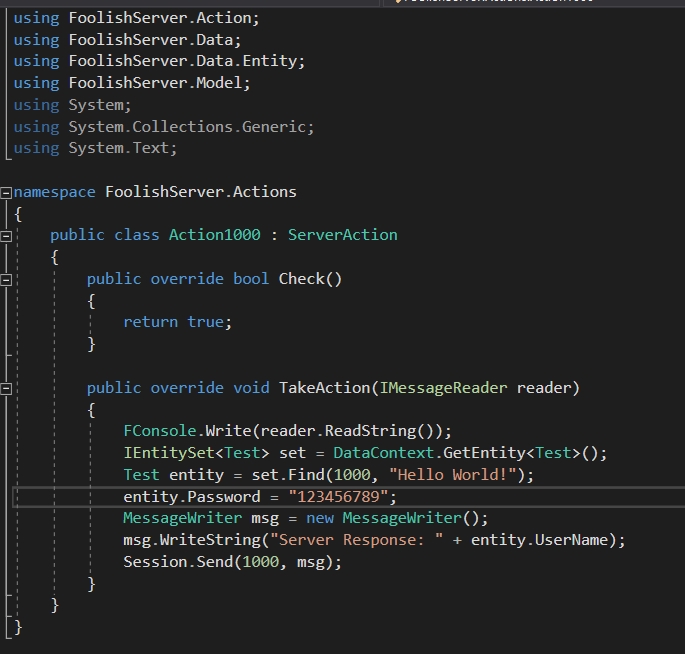 using FoolishServer.Action;
using FoolishServer.Data;
using FoolishServer.Data.Entity;
using FoolishServer.Model;
using System;
using System.Collections.Generic;
using System.Text;
namespace FoolishServer.Actions
{
public class Action1000 : ServerAction
{
public override bool Check()
{
return true;
}
public override void TakeAction(IMessageReader reader)
{
FConsole.Write(reader.ReadString());
IEntitySet<Test> set = DataContext.GetEntity<Test>();
Test entity = set.Find(1000, "Hello World!");
entity.Password = "123456789";
MessageWriter msg = new MessageWriter();
msg.WriteString("Server Response: " + entity.UserName);
Session.Send(1000, msg);
}
}
}